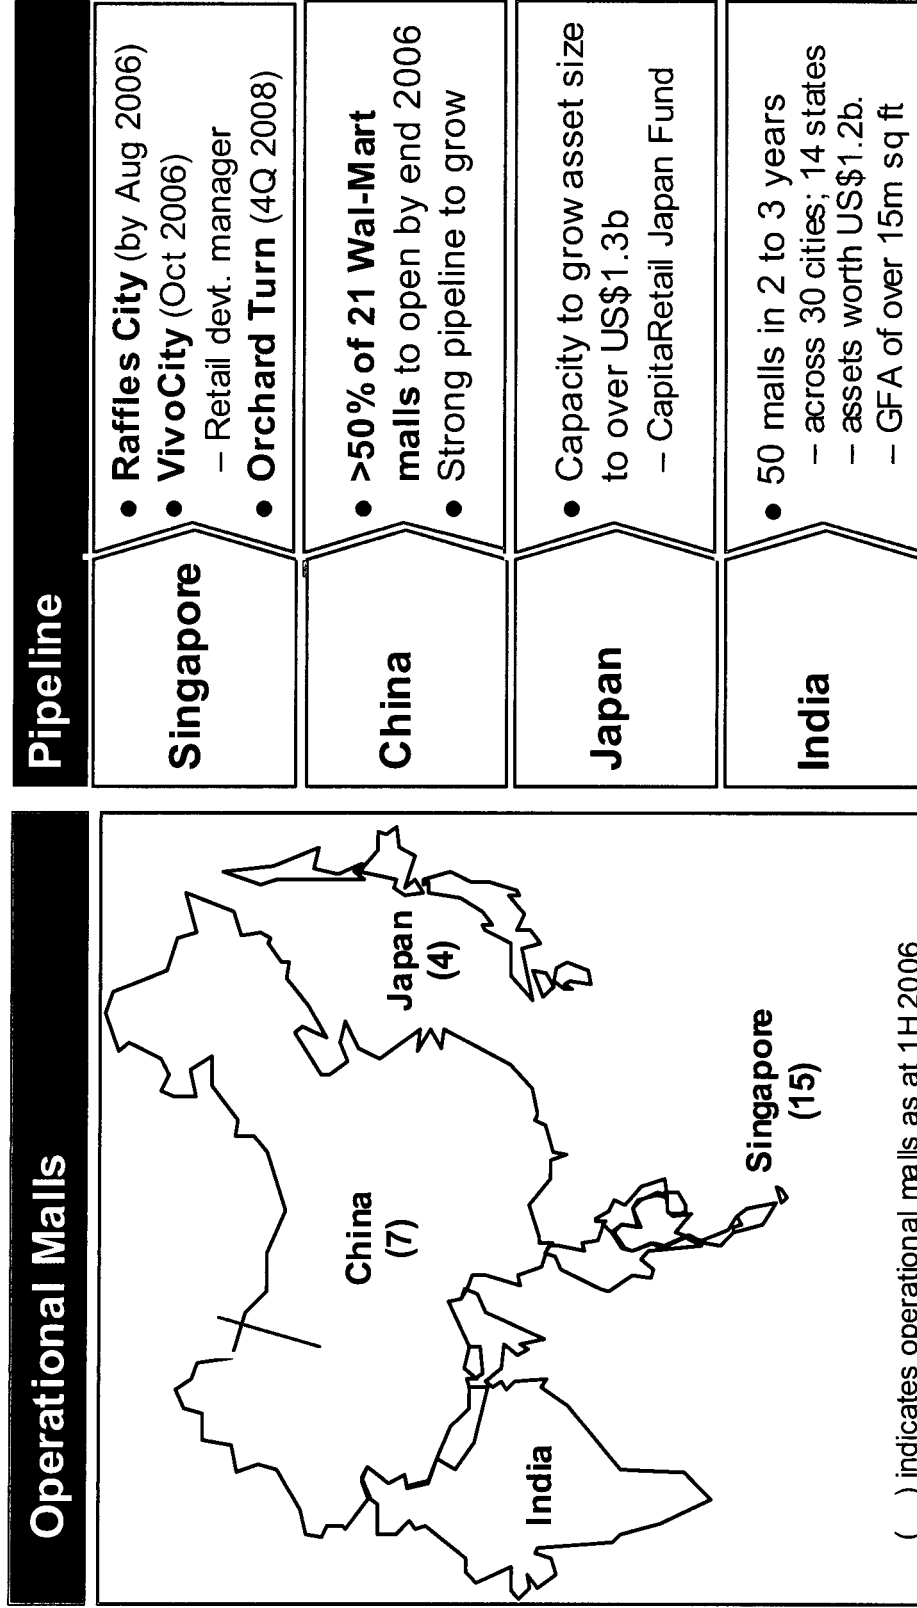 Operational Malls
China
(7)
Japan
(4)
India
Singapore
(15)
( ) indicates operational malls as at 1H 2006
Pipeline
Singapore
● Raffles City (by Aug 2006)
● VivoCity (Oct 2006)
– Retail devt. manager
● Orchard Turn (4Q 2008)
China
● >50% of 21 Wal-Mart
malls to open by end 2006
● Strong pipeline to grow
Japan
● Capacity to grow asset size
to over US$1.3b
– CapitaRetail Japan Fund
India
● 50 malls in 2 to 3 years
– across 30 cities; 14 states
– assets worth US$1.2b.
– GFA of over 15m sq ft